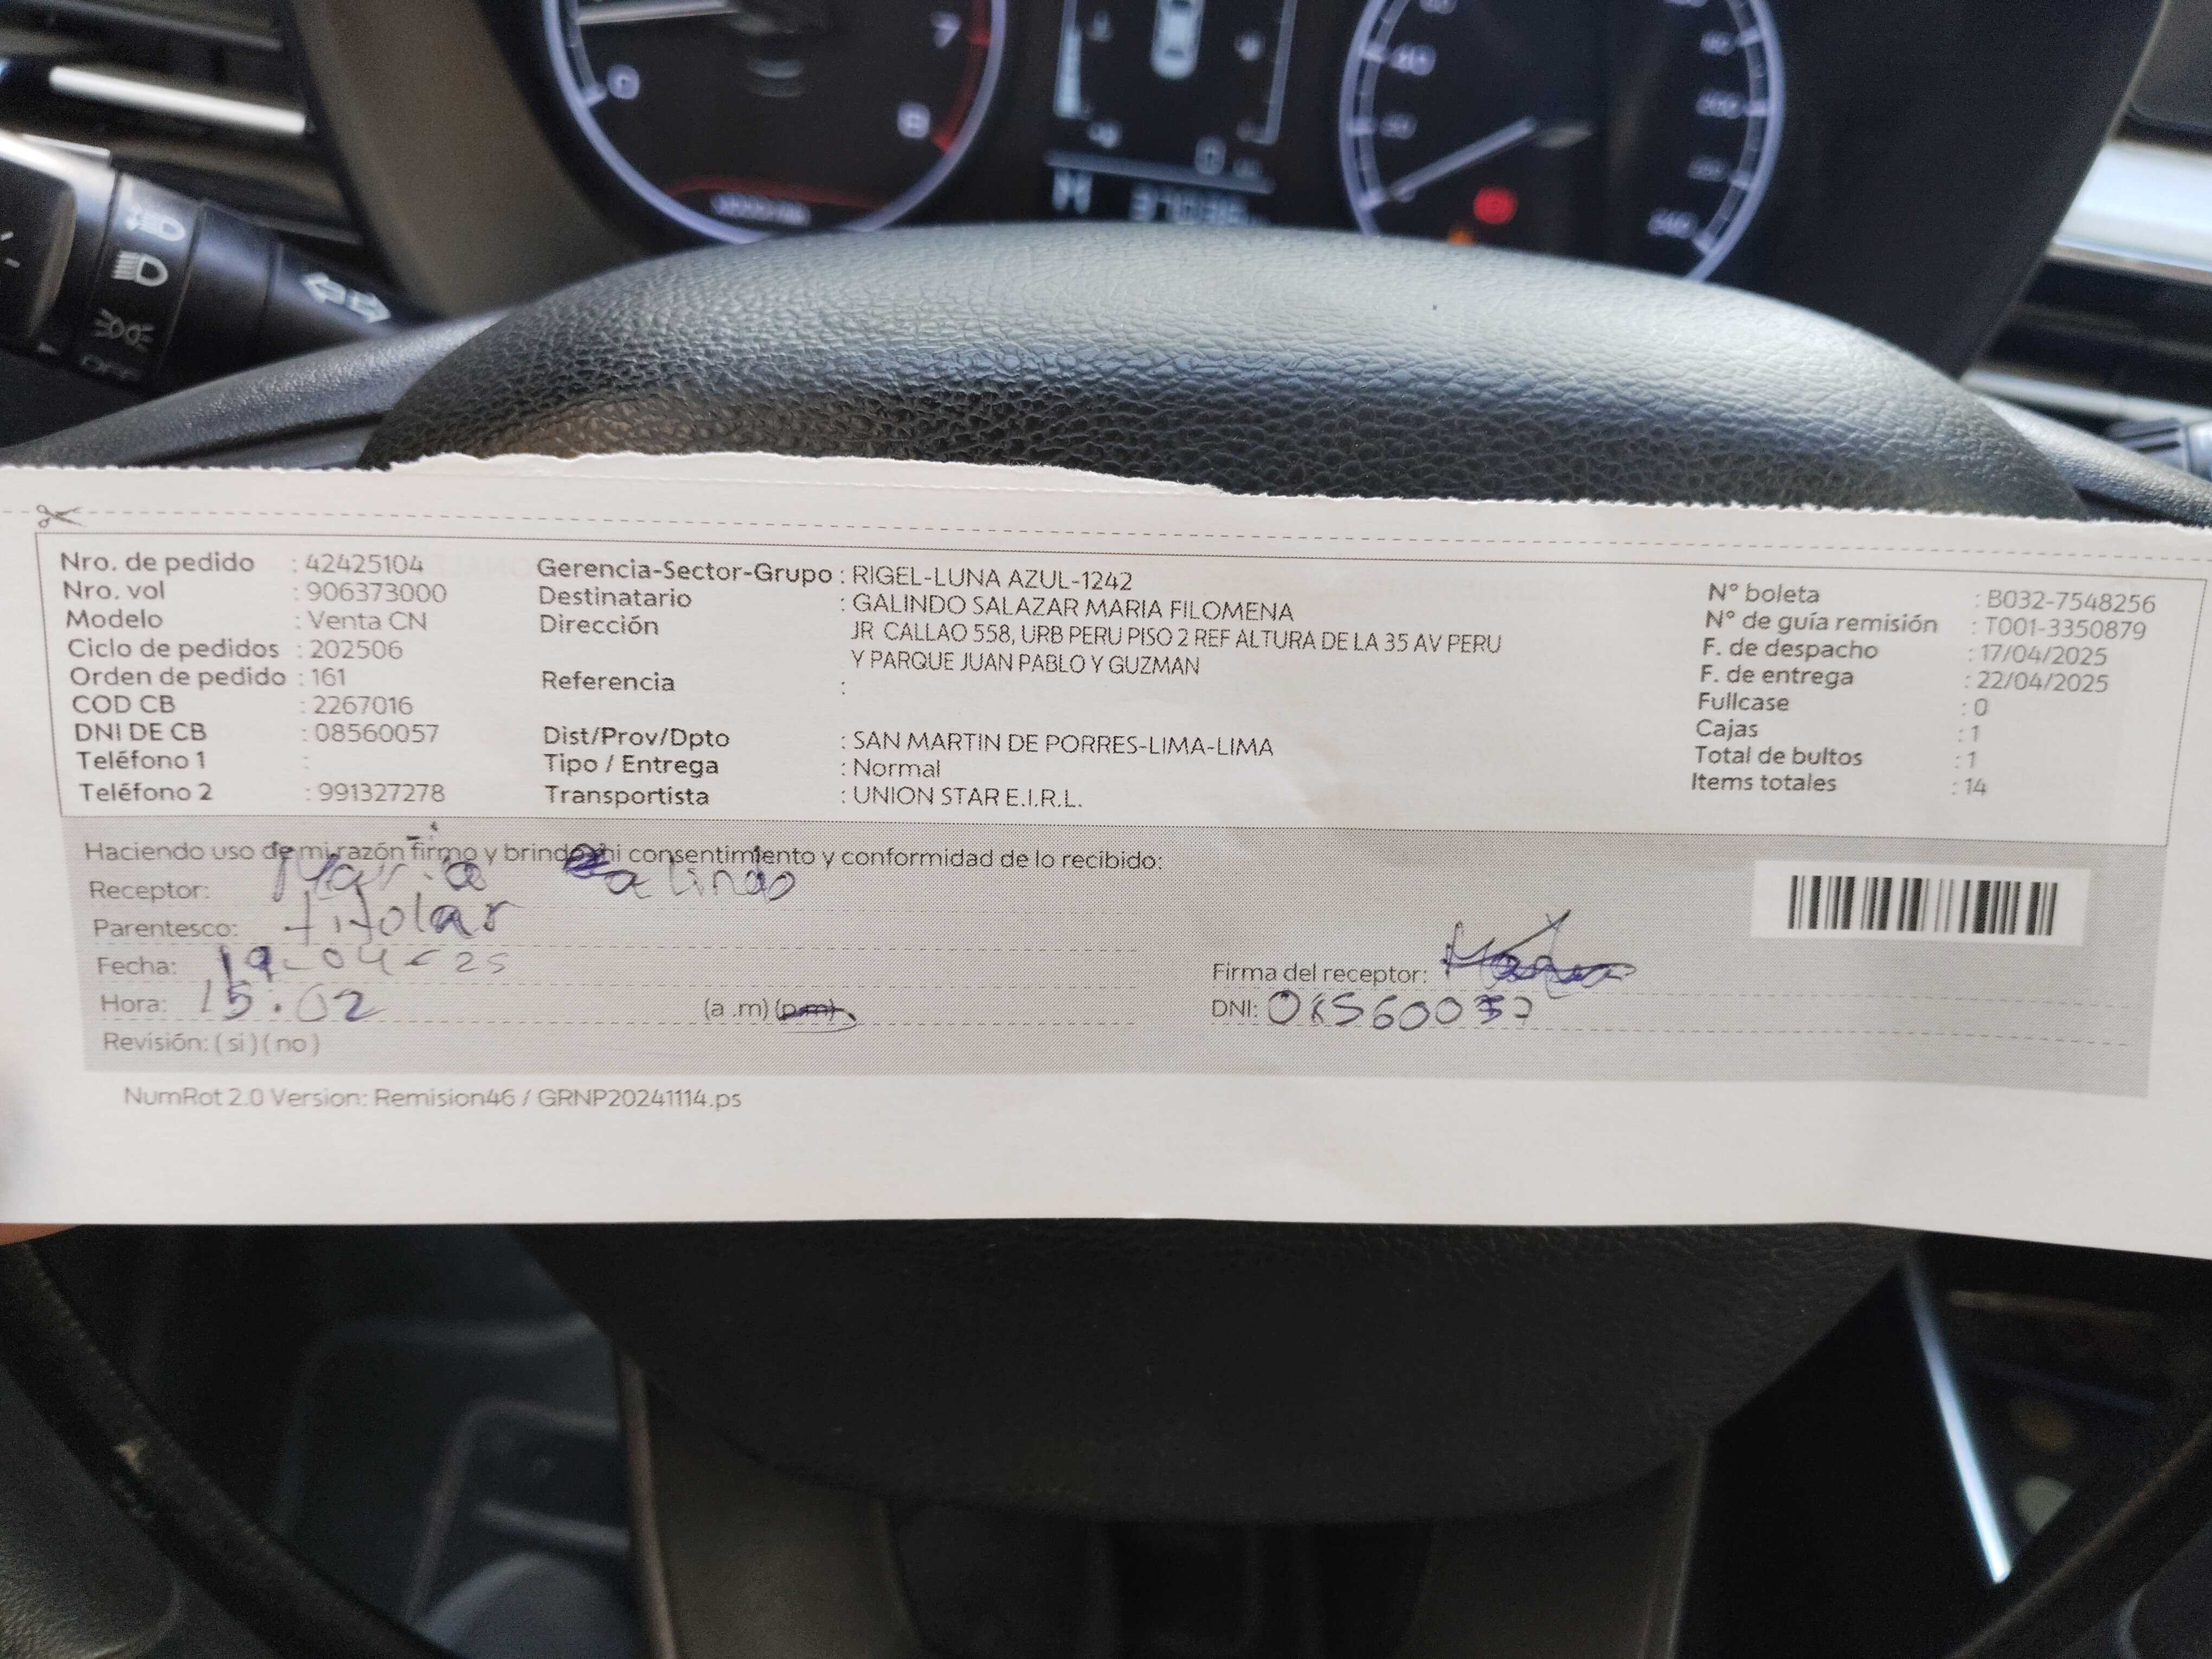 7
0
8
0
OFF
Nro. de pedido : 42425104
Nro. vol : 906373000
Modelo : Venta CN
Ciclo de pedidos : 202506
Orden de pedido : 161
COD CB : 2267016
DNI DE CB : 08560057
Teléfono 1 :
Teléfono 2 : 991327278
Gerencia-Sector-Grupo : RIGEL-LUNA AZUL-1242
Destinatario : GALINDO SALAZAR MARIA FILOMENA
Dirección JR CALLAO 558, URB PERU PISO 2 REF ALTURA DE LA 35 AV PERU
Y PARQUE JUAN PABLO Y GUZMAN
Referencia :
Dist/Prov/Dpto : SAN MARTIN DE PORRES-LIMA-LIMA
Tipo / Entrega : Normal
Transportista : UNION STAR E.I.R.L.
N° boleta : B032-7548256
N° de guía remisión : T001-3350879
F. de despacho : 17/04/2025
F. de entrega : 22/04/2025
Fullcase : 0
Cajas : 1
Total de bultos : 1
Items totales : 14
Haciendo uso de mi razón firmo y brindo mi consentimiento y conformidad de lo recibido:
Receptor: Maria Galindo
Parentesco: titolar
Fecha: 19-04-25
Hora: 15.02 (a .m) (p.m)
Revisión: ( si ) ( no )
Firma del receptor:
DNI: 08560057
NumRot 2.0 Version: Remision46 / GRNP20241114.ps